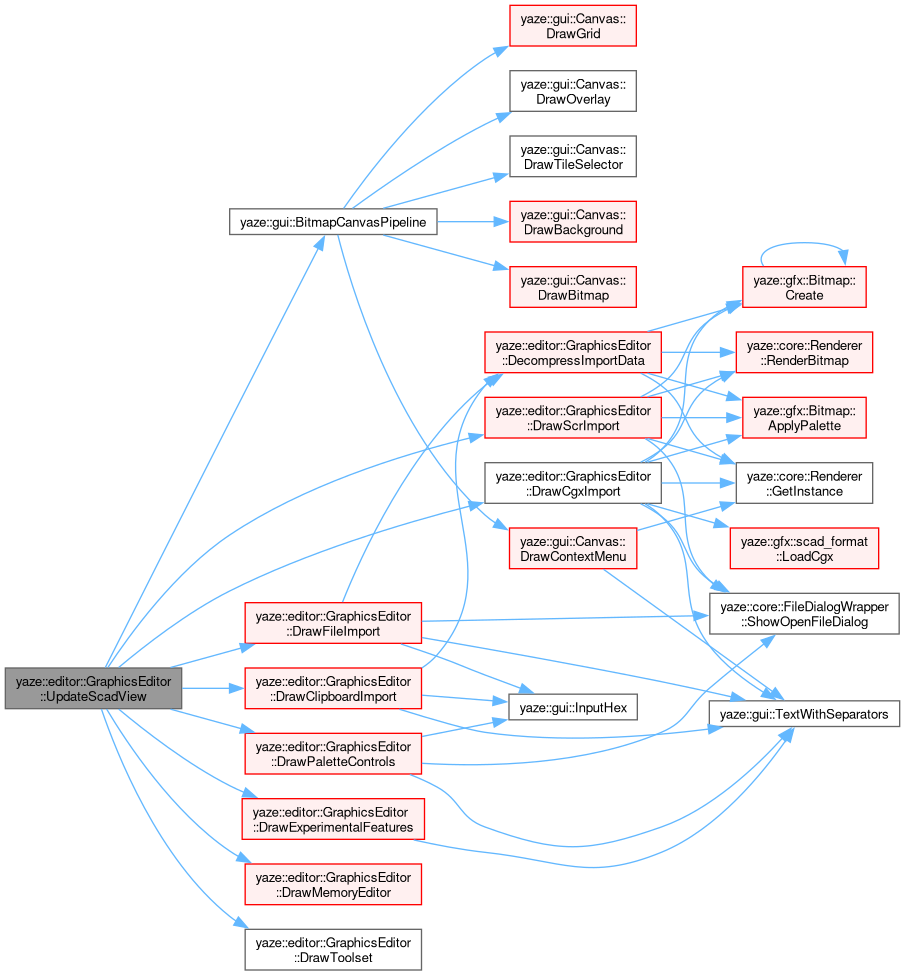 yaze::gui::Canvas::
DrawGrid
yaze::gui::Canvas::
DrawOverlay
yaze::gui::Canvas::
DrawTileSelector
yaze::gui::BitmapCanvasPipeline
yaze::gui::Canvas::
DrawBackground
yaze::gui::Canvas::
DrawBitmap
yaze::gfx::Bitmap::
Create
yaze::editor::GraphicsEditor
::DecompressImportData
yaze::core::Renderer
::RenderBitmap
yaze::editor::GraphicsEditor
::DrawScrImport
yaze::gfx::Bitmap::
ApplyPalette
yaze::editor::GraphicsEditor
::DrawCgxImport
yaze::core::Renderer
::GetInstance
yaze::gui::Canvas::
DrawContextMenu
yaze::gfx::scad_format
::LoadCgx
yaze::editor::GraphicsEditor
::DrawFileImport
yaze::core::FileDialogWrapper
::ShowOpenFileDialog
yaze::editor::GraphicsEditor
::UpdateScadView
yaze::editor::GraphicsEditor
::DrawClipboardImport
yaze::gui::InputHex
yaze::gui::TextWithSeparators
yaze::editor::GraphicsEditor
::DrawPaletteControls
yaze::editor::GraphicsEditor
::DrawExperimentalFeatures
yaze::editor::GraphicsEditor
::DrawMemoryEditor
yaze::editor::GraphicsEditor
::DrawToolset